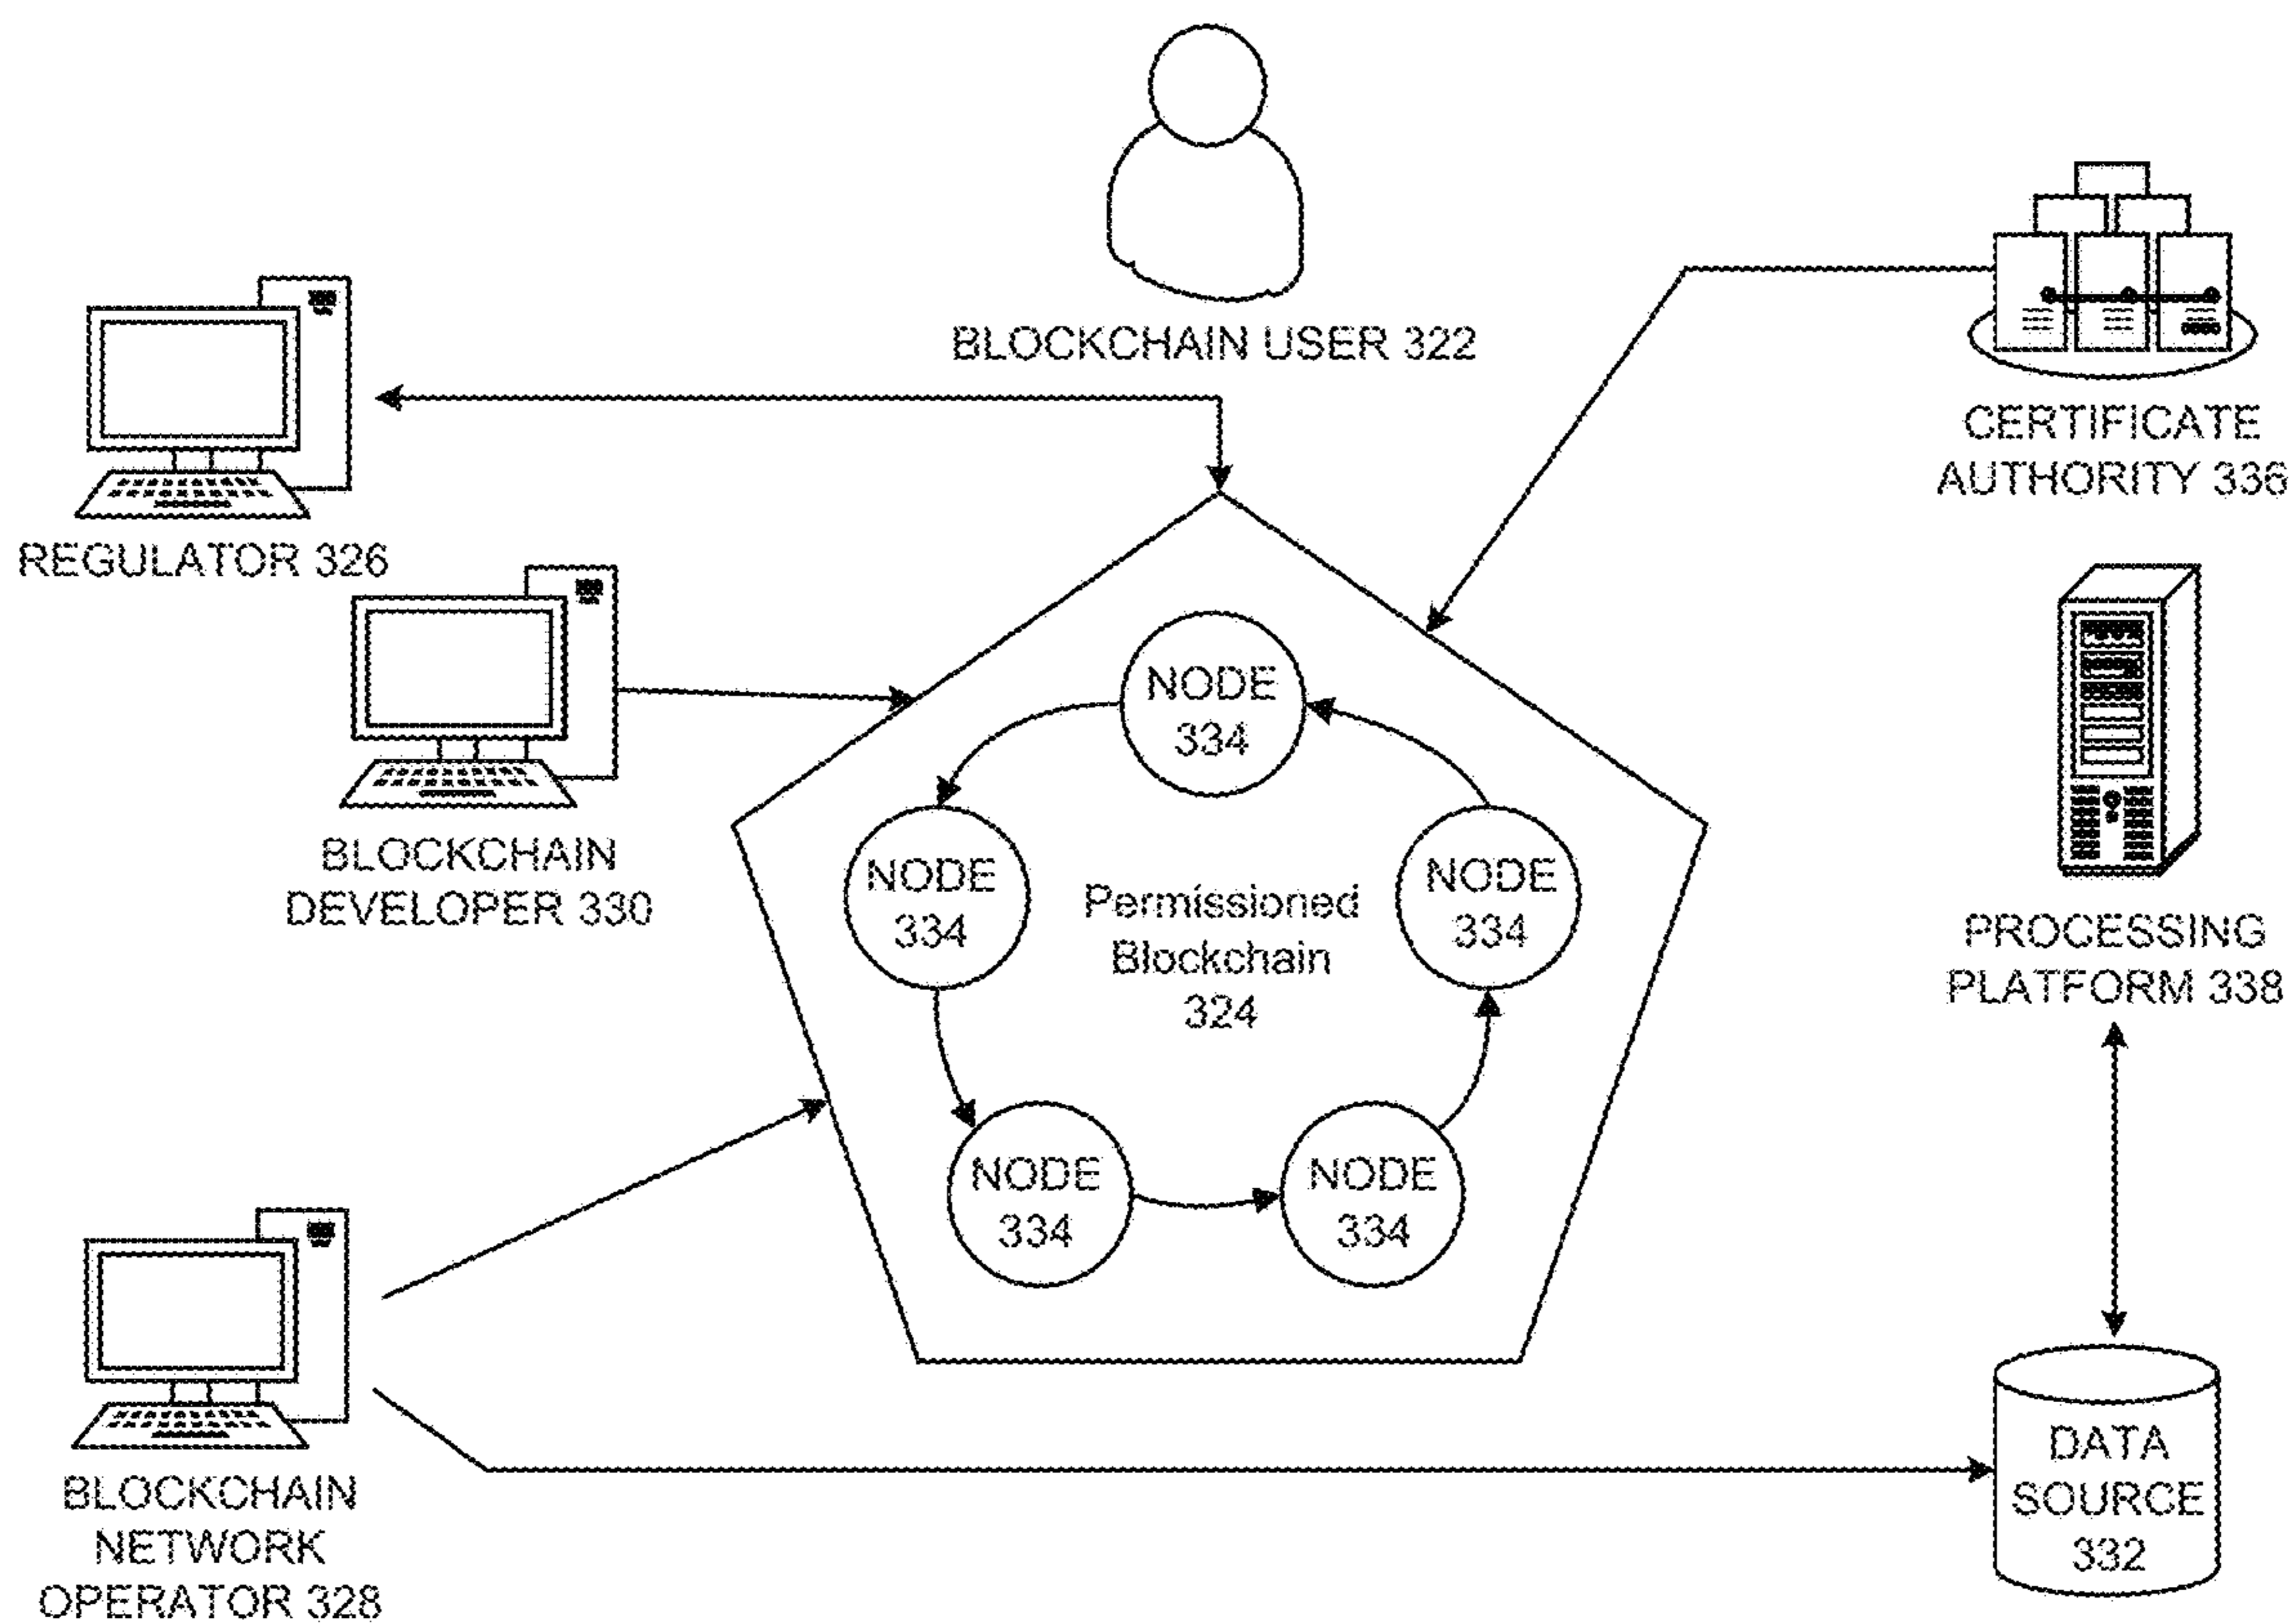 BLOCKCHAIN USER 322
CERTIFICATE
AUTHORITY 336
REGULATOR 326
BLOCKCHAIN
DEVELOPER 330
NODE
334
NODE
334
Permissioned
Blockchain
324
NODE
334
PROCESSING
PLATFORM 338
NODE
334
NODE
334
BLOCKCHAIN
NETWORK
OPERATOR 328
DATA
SOURCE
332